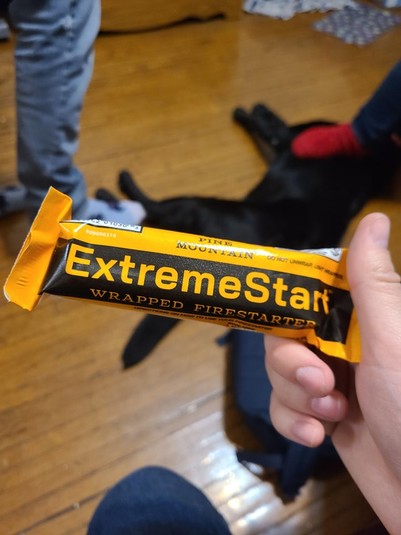 PINE
MOUNTAIN
ExtremeStart
WRAPPED FIRESTARTER